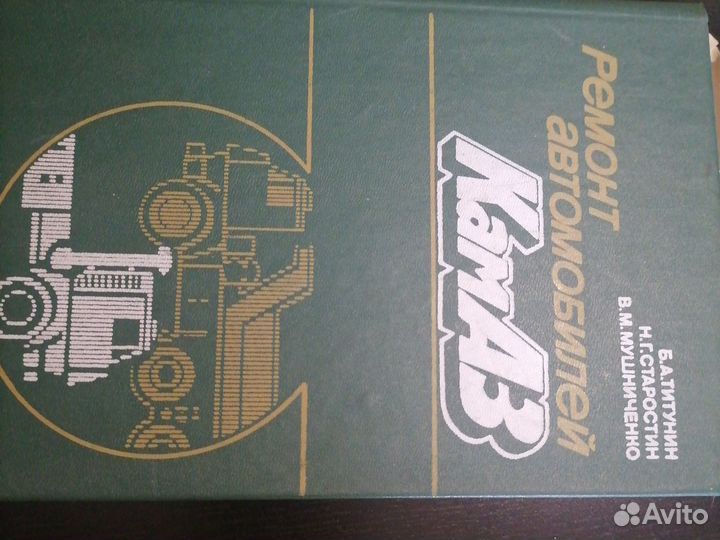 Б.А.ТИТУНИН
Н.Г.СТАРОСТИН
В.М.МУШНИЧЕНКО
РЕМОНТ
АВТОМОБИЛЕЙ
КамАЗ
Avito